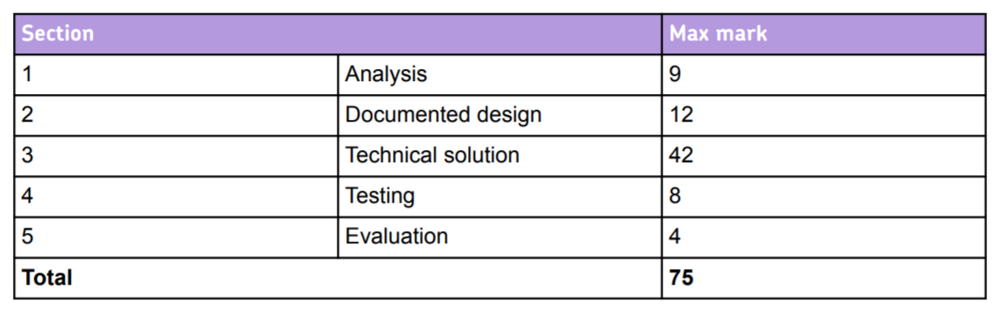 Section Max mark
1 Analysis 9
2 Documented design 12
3 Technical solution 42
4 Testing 8
5 Evaluation 4
Total 75